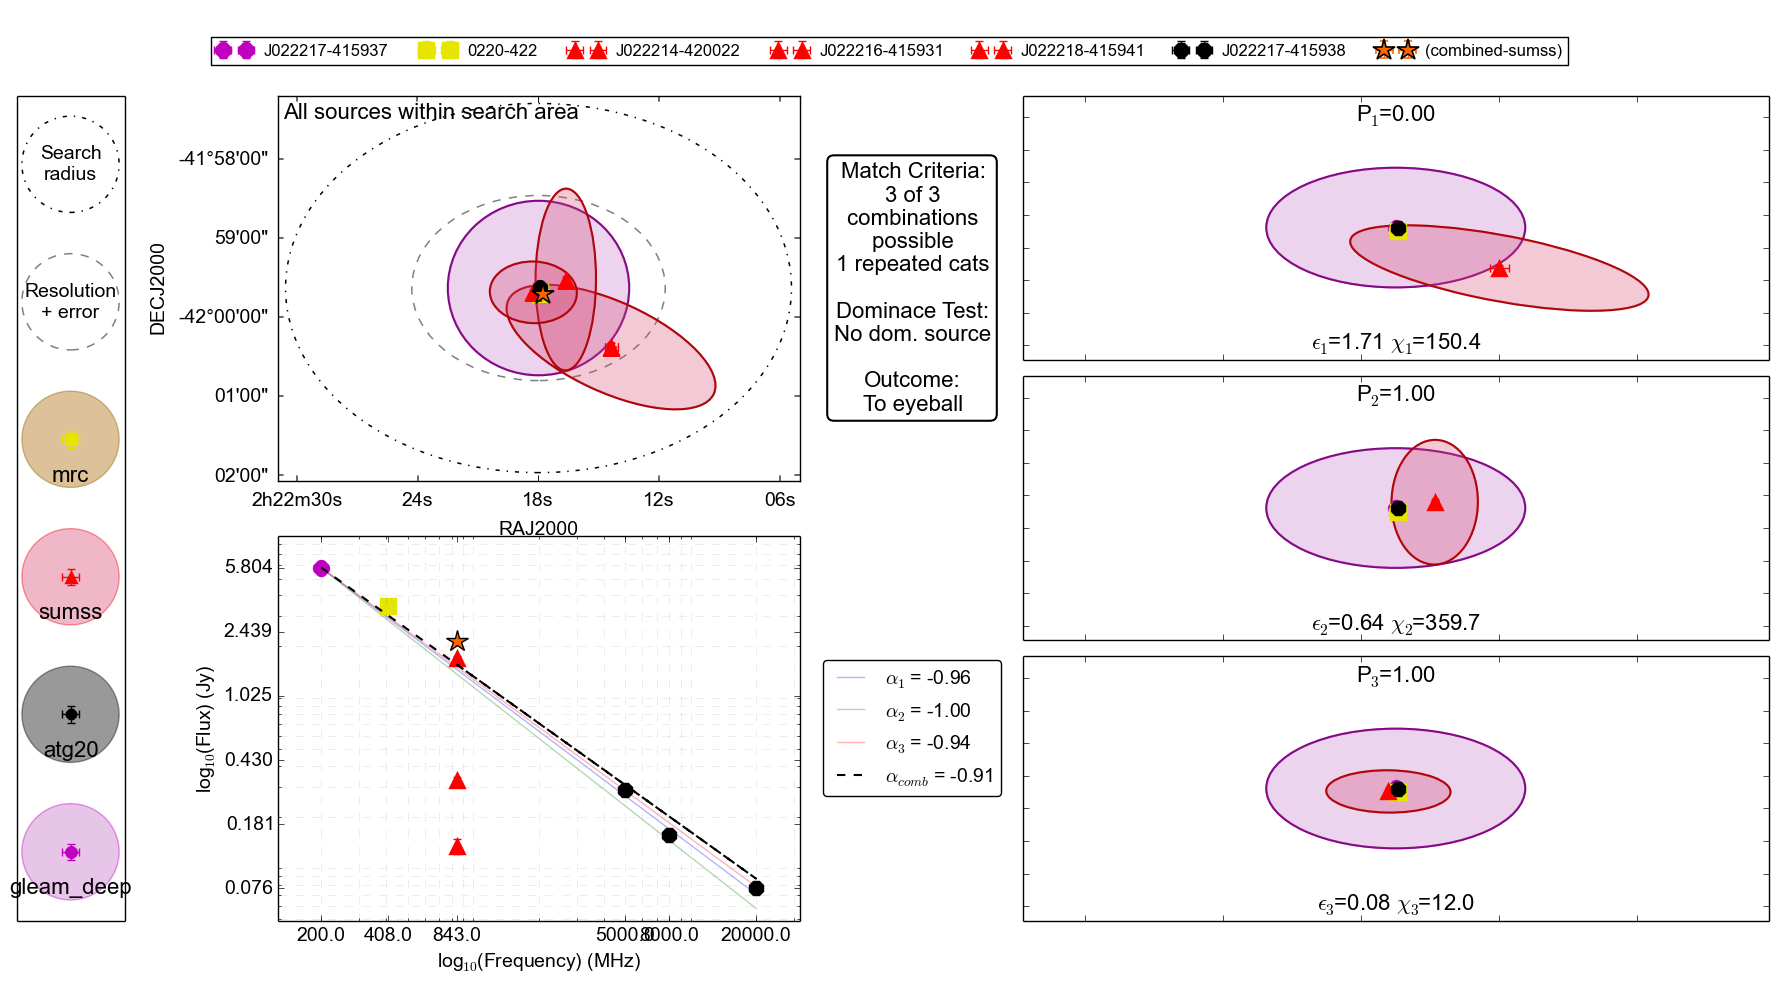 J022217-415937 0220-422 J022214-420022 J022216-415931 J022218-415941 J022217-415938 (combined-sumss)
Search
radius
Resolution
+ error
mrc
sumss
atg20
gleam_deep
All sources within search area
DECJ2000
-41°58'00"
59'00"
-42°00'00"
01'00"
02'00"
2h22m30s 24s 18s 12s 06s
RAJ2000
log₁₀(Flux) (Jy)
5.804
2.439
1.025
0.430
0.181
0.076
200.0 408.0 843.0 5000.0 8000.0 20000.0
log₁₀(Frequency) (MHz)
Match Criteria:
3 of 3
combinations
possible
1 repeated cats
Dominace Test:
No dom. source
Outcome:
To eyeball
α₁ = -0.96
α₂ = -1.00
α₃ = -0.94
α_comb = -0.91
P₁=0.00
ϵ₁=1.71 χ₁=150.4
P₂=1.00
ϵ₂=0.64 χ₂=359.7
P₃=1.00
ϵ₃=0.08 χ₃=12.0